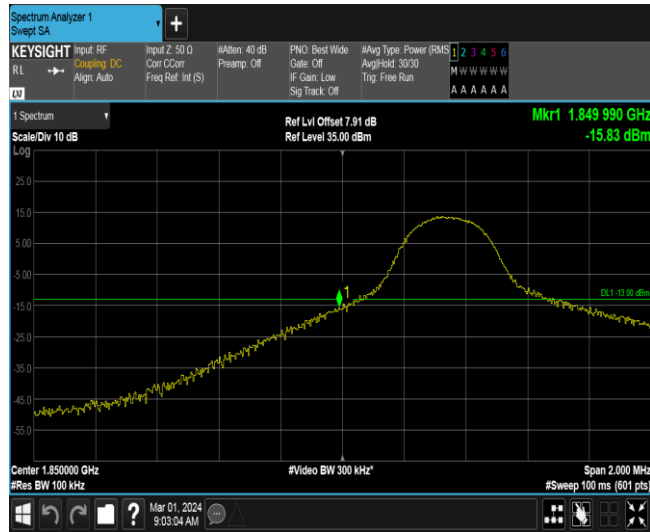 Spectrum Analyzer 1
Swept SA
KEYSIGHT
RL
LXI
Input: RF
Coupling: DC
Align: Auto
Input Z: 50 Ω
Corr CCorr
Freq Ref: Int (S)
#Atten: 40 dB
Preamp: Off
PNO: Best Wide
Gate: Off
IF Gain: Low
Sig Track: Off
#Avg Type: Power (RMS
Avg|Hold: 30/30
Trig: Free Run
1 2 3 4 5 6
M W W W W W
A A A A A A
1 Spectrum
Scale/Div 10 dB
Ref Lvl Offset 7.91 dB
Ref Level 35.00 dBm
Mkr1 1.849 990 GHz
-15.83 dBm
Log
25.0
15.0
5.00
-5.00
-15.0
-25.0
-35.0
-45.0
-55.0
1
DL1 -13.00 dBm
Center 1.850000 GHz
#Res BW 100 kHz
#Video BW 300 kHz*
Span 2.000 MHz
#Sweep 100 ms (601 pts)
?
Mar 01, 2024
9:03:04 AM